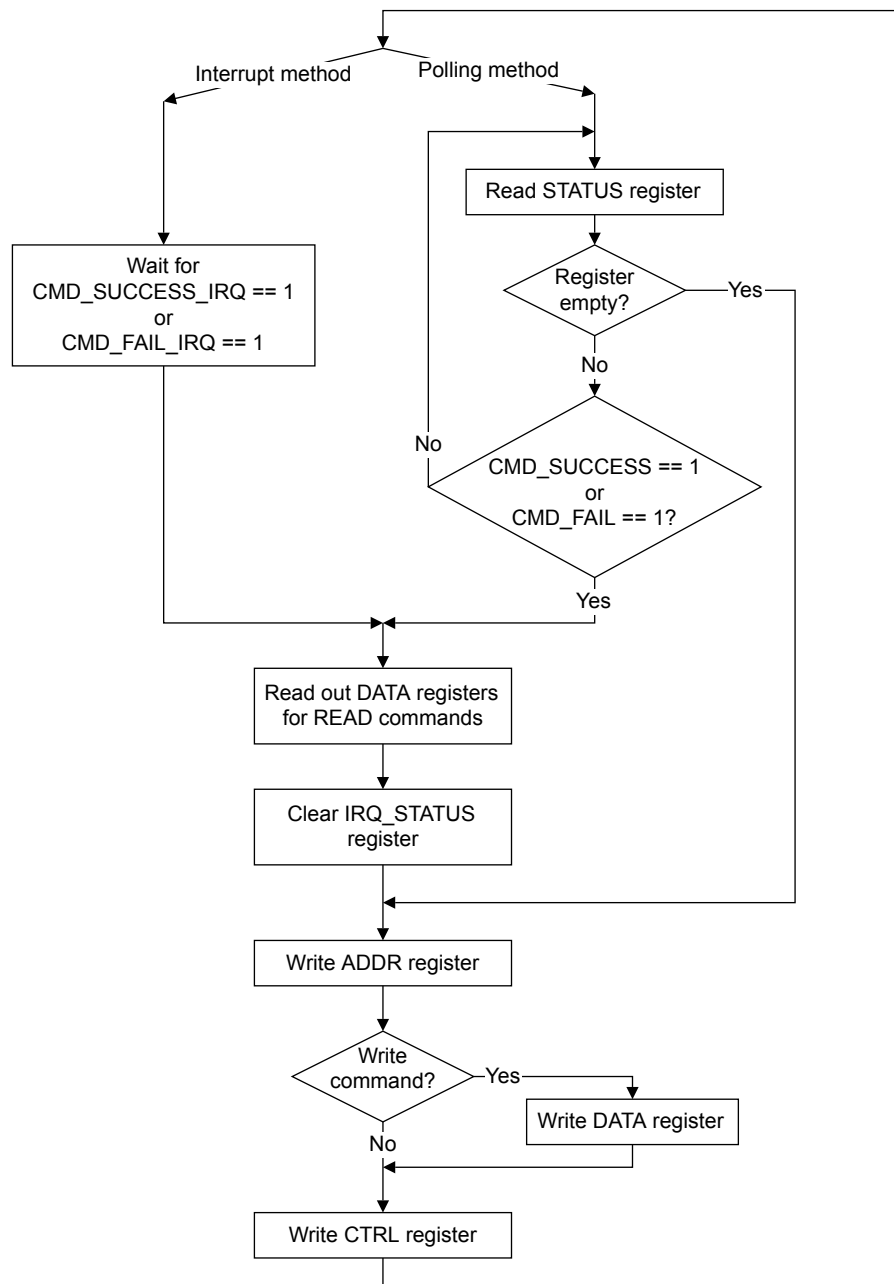 Interrupt method
Polling method
Read STATUS register
Wait for
CMD_SUCCESS_IRQ == 1
or
CMD_FAIL_IRQ == 1
Register
empty?
Yes
No
No
CMD_SUCCESS == 1
or
CMD_FAIL == 1?
Yes
Read out DATA registers
for READ commands
Clear IRQ_STATUS
register
Write ADDR register
Write
command?
Yes
Write DATA register
No
Write CTRL register